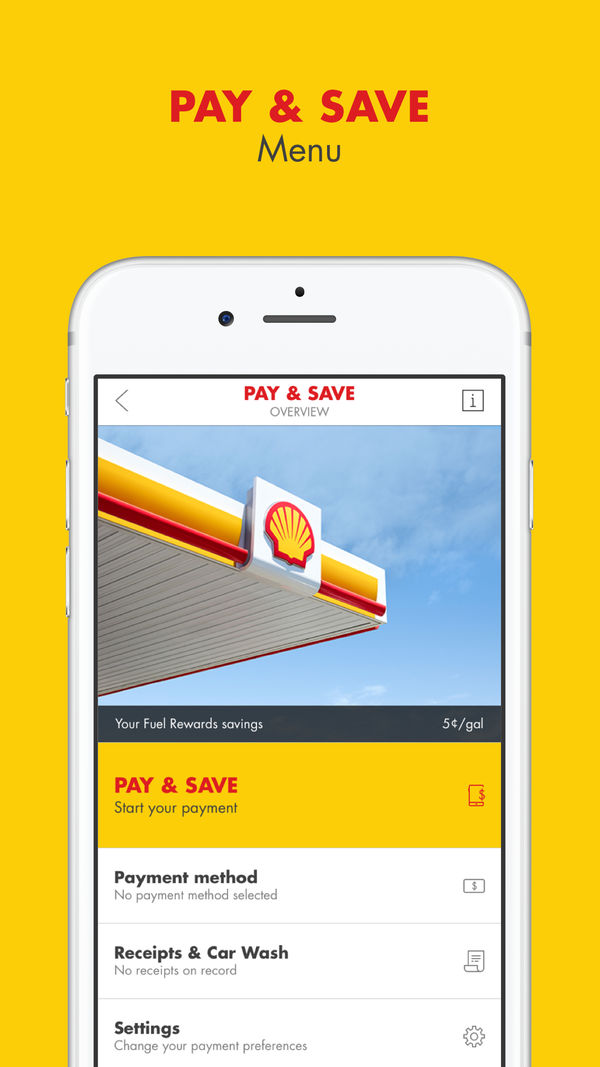 PAY & SAVE
Menu
PAY & SAVE
OVERVIEW
i
Your Fuel Rewards savings 5¢/gal
PAY & SAVE
Start your payment
$
Payment method
No payment method selected
$
Receipts & Car Wash
No receipts on record
Settings
Change your payment preferences